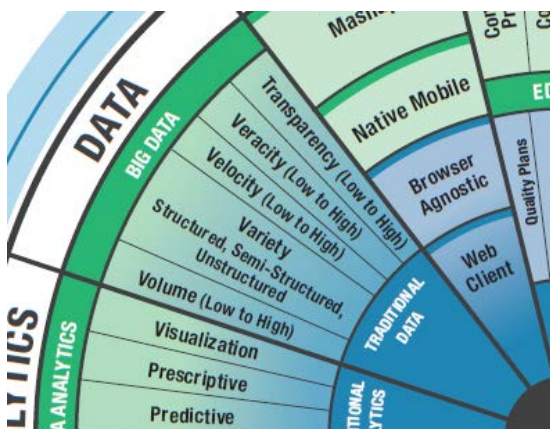 DATA
BIG DATA
Transparency (Low to High)
Veracity (Low to High)
Velocity (Low to High)
Variety
Structured, Semi-Structured,
Unstructured
Volume (Low to High)
TRADITIONAL
DATA
Native Mobile
Browser
Agnostic
Web
Client
Quality Plans
Visualization
Prescriptive
Predictive